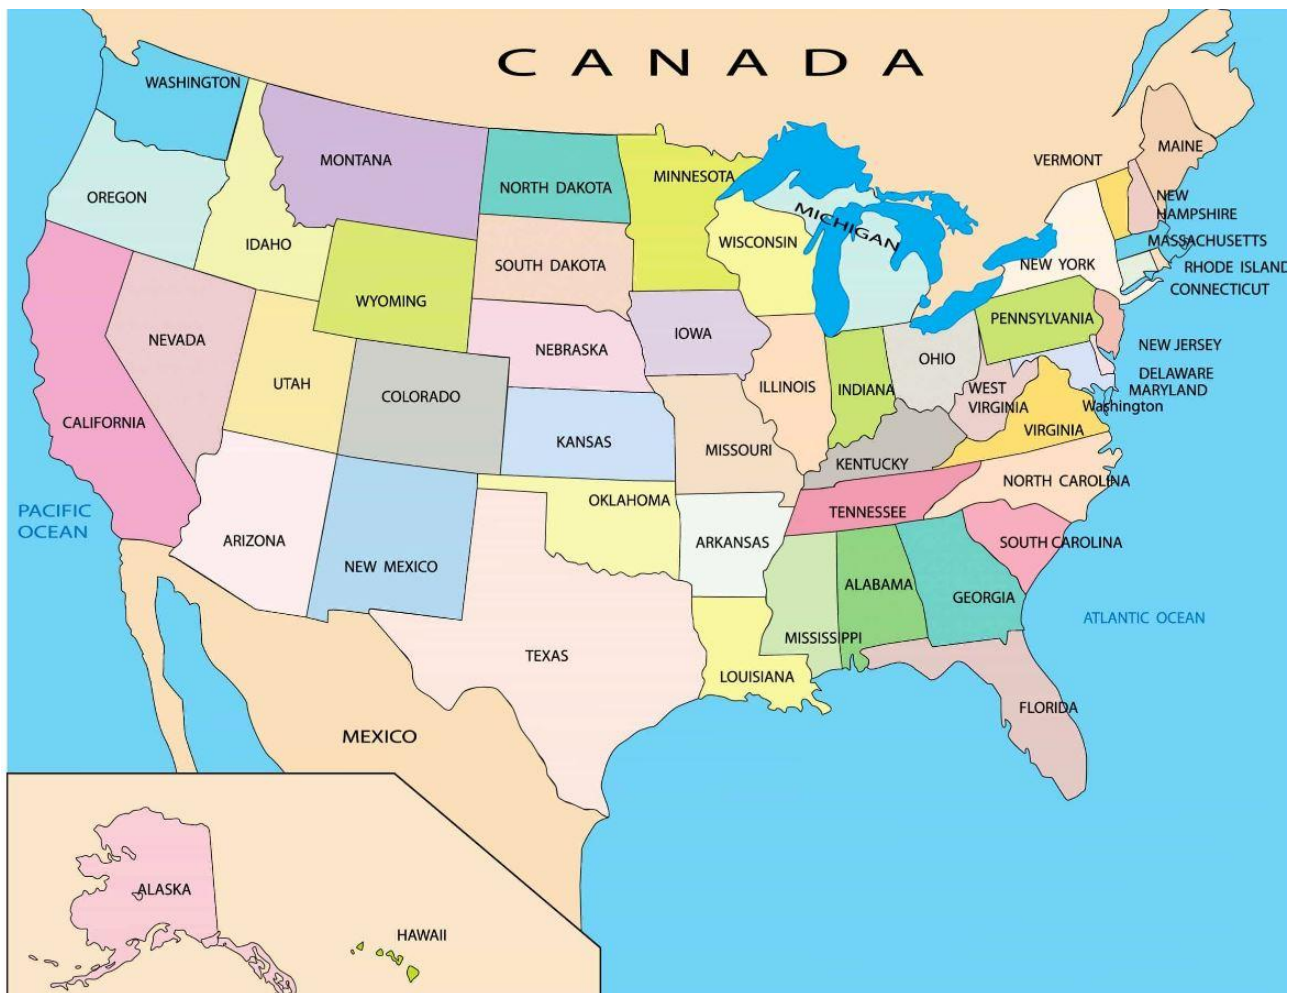 CANADA
WASHINGTON
MONTANA
NORTH DAKOTA
MINNESOTA
VERMONT
MAINE
OREGON
IDAHO
SOUTH DAKOTA
WISCONSIN
MICHIGAN
NEW
HAMPSHIRE
MASSACHUSETTS
NEW YORK
RHODE ISLAND
CONNECTICUT
WYOMING
NEVADA
NEBRASKA
IOWA
PENNSYLVANIA
NEW JERSEY
OHIO
DELAWARE
MARYLAND
Washington
UTAH
COLORADO
ILLINOIS
INDIANA
WEST
VIRGINIA
VIRGINIA
CALIFORNIA
KANSAS
MISSOURI
KENTUCKY
NORTH CAROLINA
PACIFIC
OCEAN
ARIZONA
NEW MEXICO
OKLAHOMA
ARKANSAS
TENNESSEE
SOUTH CAROLINA
ALABAMA
GEORGIA
ATLANTIC OCEAN
TEXAS
MISSISSIPPI
LOUISIANA
FLORIDA
MEXICO
ALASKA
HAWAII